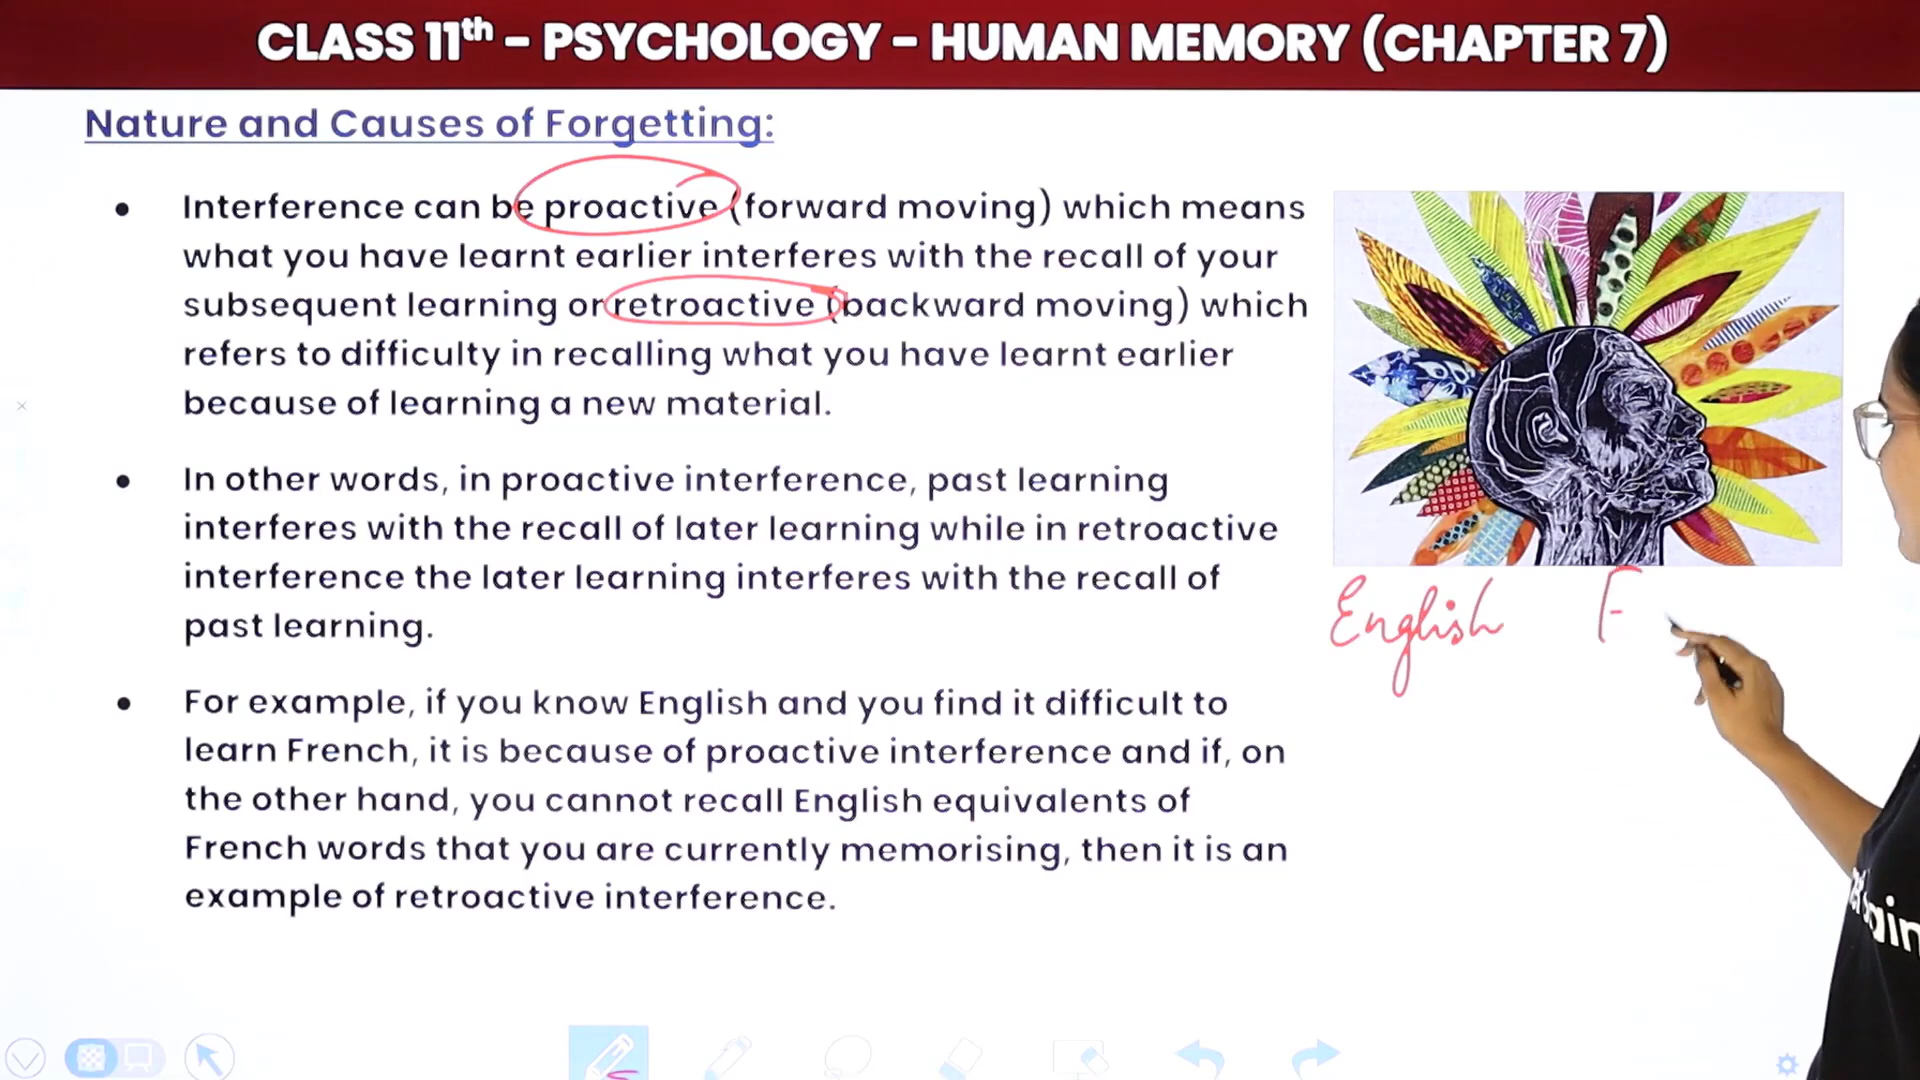 CLASS 11th - PSYCHOLOGY - HUMAN MEMORY (CHAPTER 7)
Nature and Causes of Forgetting:
• Interference can be proactive (forward moving) which means
what you have learnt earlier interferes with the recall of your
subsequent learning or retroactive (backward moving) which
refers to difficulty in recalling what you have learnt earlier
because of learning a new material.
• In other words, in proactive interference, past learning
interferes with the recall of later learning while in retroactive
interference the later learning interferes with the recall of
past learning.
• For example, if you know English and you find it difficult to
learn French, it is because of proactive interference and if, on
the other hand, you cannot recall English equivalents of
French words that you are currently memorising, then it is an
example of retroactive interference.
English F